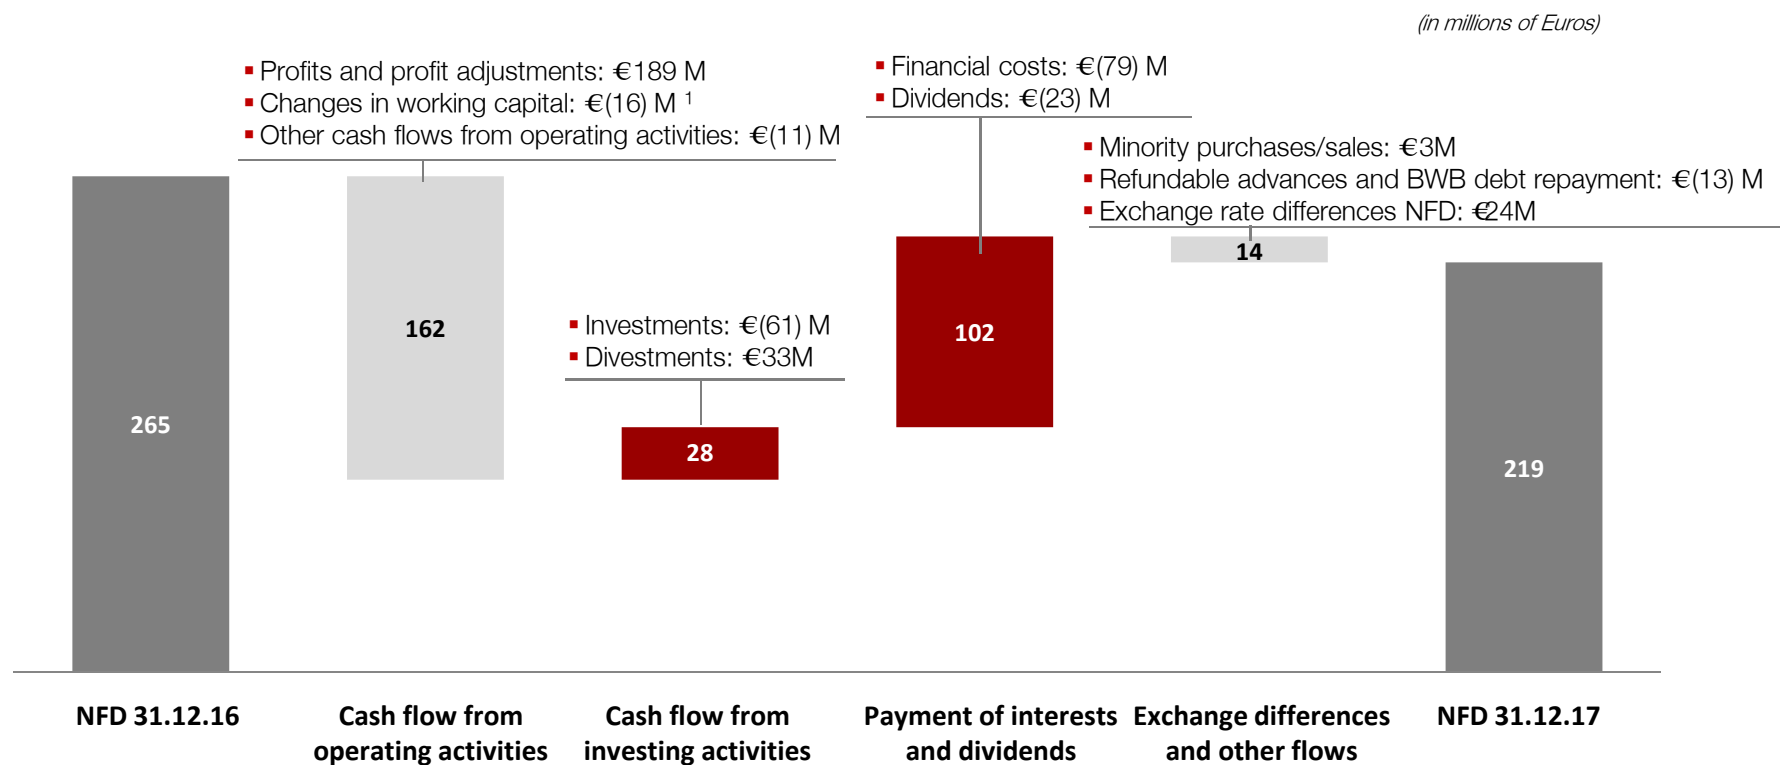 (in millions of Euros)
▪ Profits and profit adjustments: €189 M
▪ Changes in working capital: €(16) M ¹
▪ Other cash flows from operating activities: €(11) M
▪ Financial costs: €(79) M
▪ Dividends: €(23) M
▪ Minority purchases/sales: €3M
▪ Refundable advances and BWB debt repayment: €(13) M
▪ Exchange rate differences NFD: €24M
▪ Investments: €(61) M
▪ Divestments: €33M
265
162
28
102
14
219
NFD 31.12.16
Cash flow from
operating activities
Cash flow from
investing activities
Payment of interests
and dividends
Exchange differences
and other flows
NFD 31.12.17